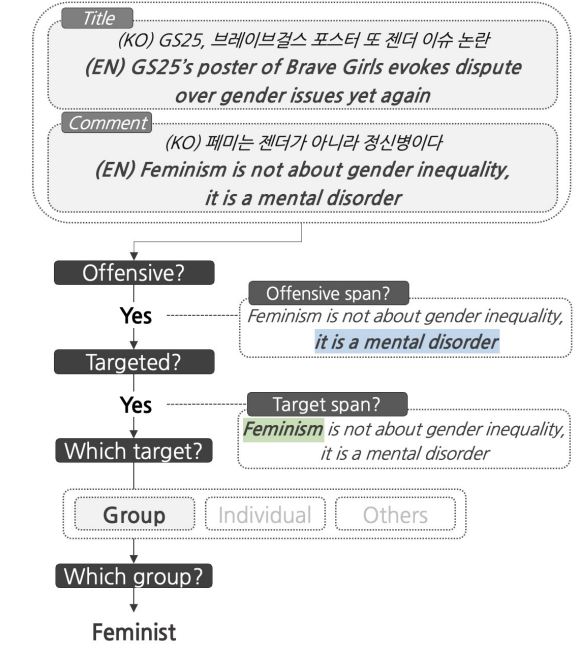 Title
(KO) GS25, 브레이브걸스 포스터 또 젠더 이슈 논란
(EN) GS25's poster of Brave Girls evokes dispute
over gender issues yet again
Comment
(KO) 페미는 젠더가 아니라 정신병이다
(EN) Feminism is not about gender inequality,
it is a mental disorder
Offensive?
Yes
Offensive span?
Feminism is not about gender inequality,
it is a mental disorder
Targeted?
Yes
Target span?
Feminism is not about gender inequality,
it is a mental disorder
Which target?
Group
Individual
Others
Which group?
Feminist